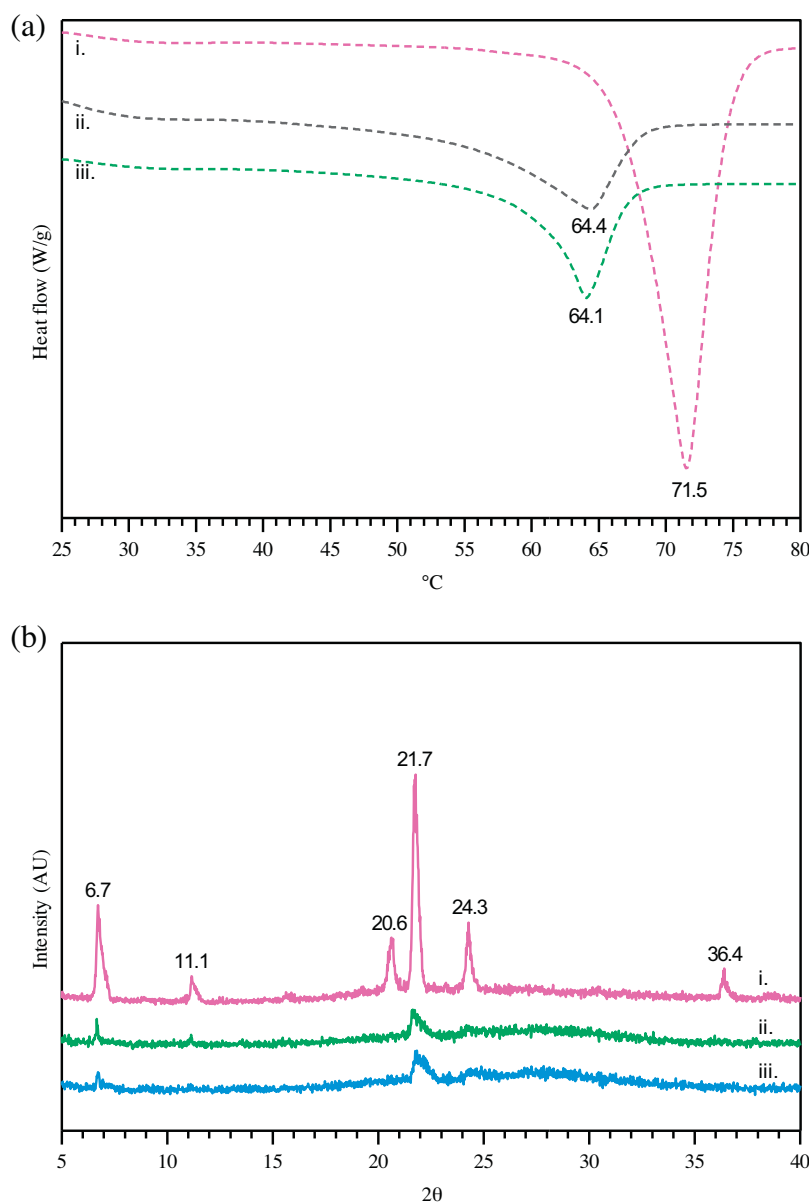 (a)
i.
ii.
iii.
64.4
64.1
71.5
Heat flow (W/g)
25 30 35 40 45 50 55 60 65 70 75 80
°C
(b)
21.7
6.7
20.6
24.3
11.1
36.4
i.
ii.
iii.
Intensity (AU)
5 10 15 20 25 30 35 40
2θ